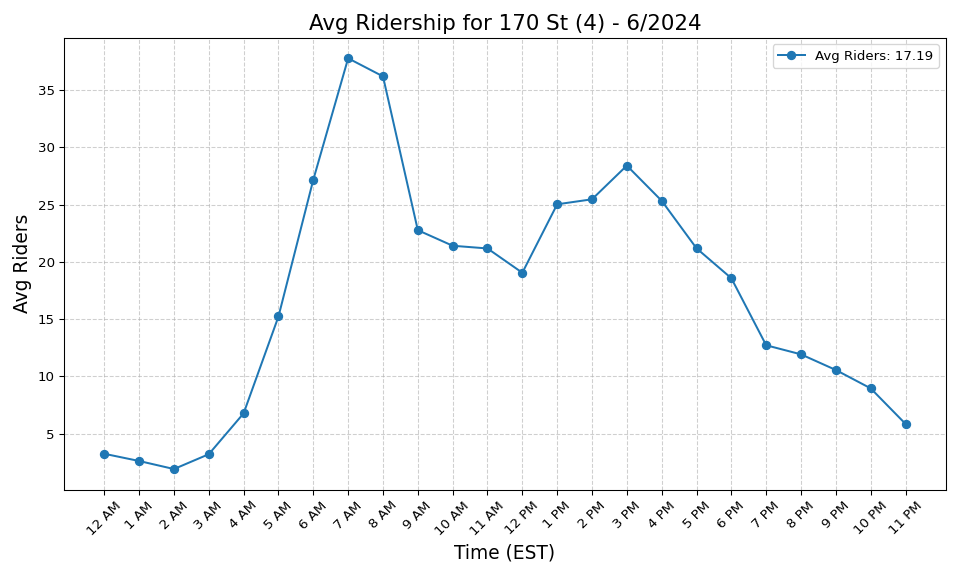 Avg Ridership for 170 St (4) - 6/2024
Avg Riders: 17.19
Avg Riders
35
30
25
20
15
10
5
12 AM
1 AM
2 AM
3 AM
4 AM
5 AM
6 AM
7 AM
8 AM
9 AM
10 AM
11 AM
12 PM
1 PM
2 PM
3 PM
4 PM
5 PM
6 PM
7 PM
8 PM
9 PM
10 PM
11 PM
Time (EST)